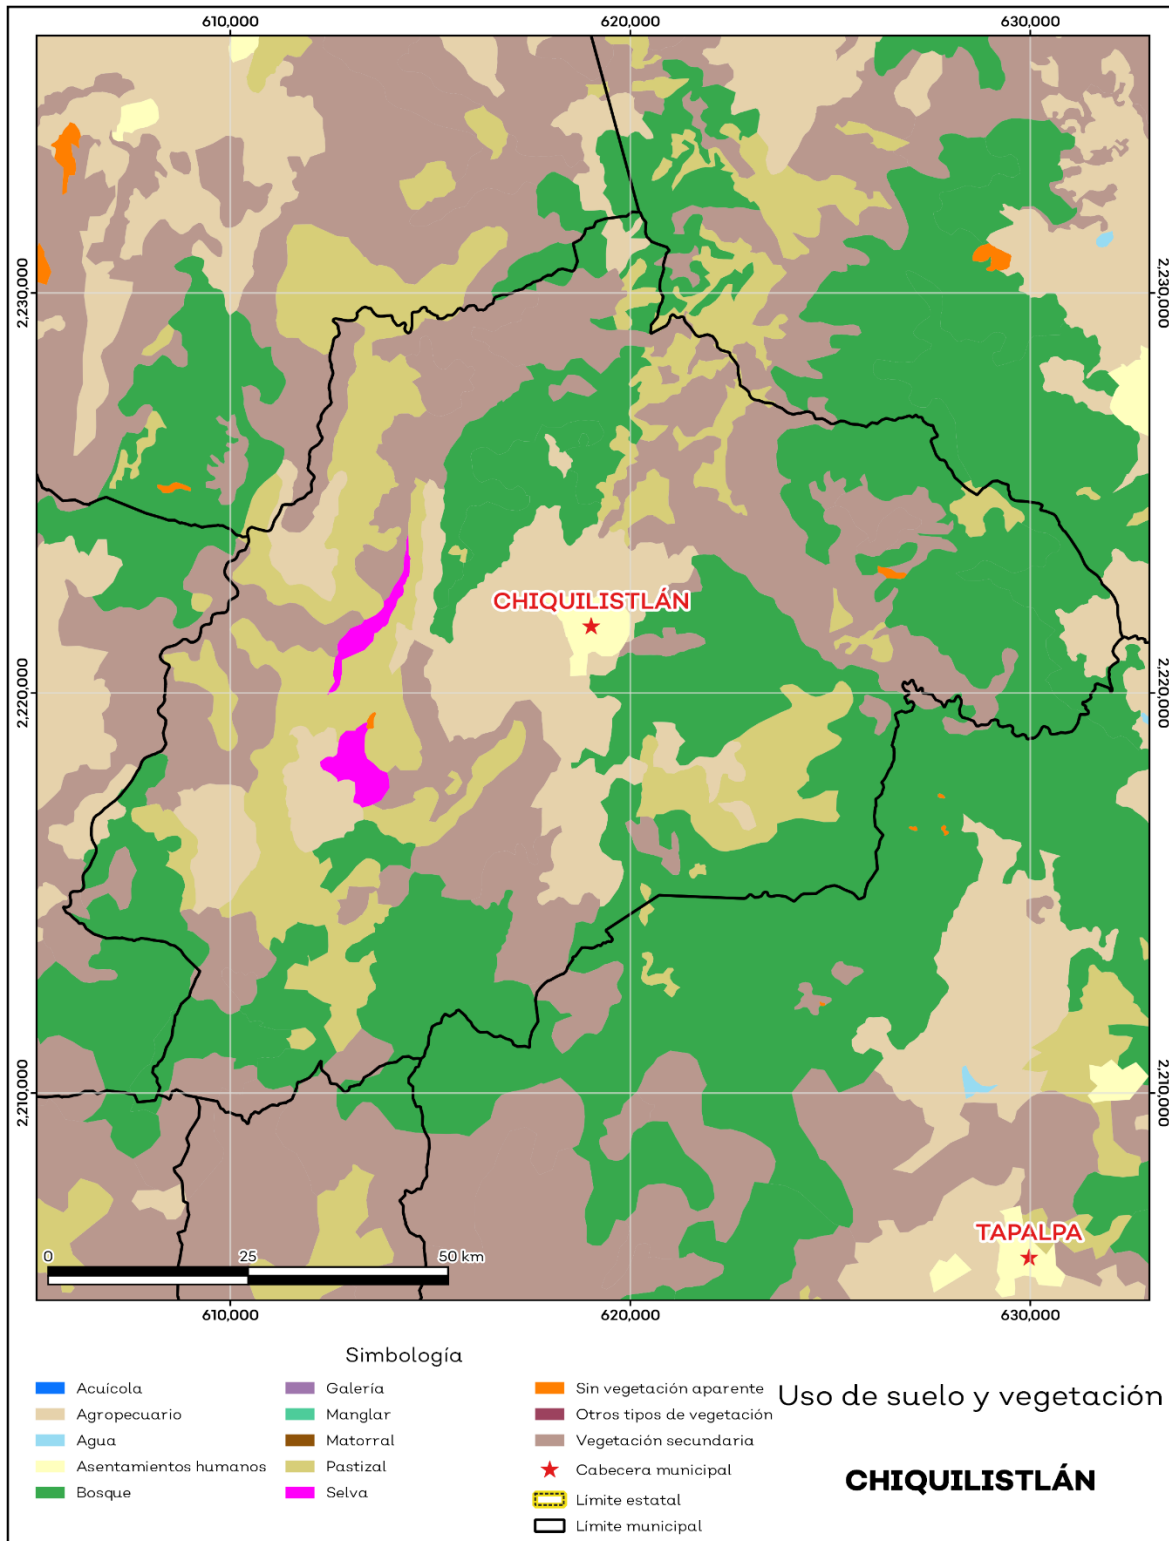 610,000 620,000 630,000
2,230,000 2,230,000
CHIQUILISTLÁN
2,220,000 2,220,000
2,210,000 2,210,000
TAPALPA
0 25 50 km
610,000 620,000 630,000
Simbología
Acuícola
Agropecuario
Agua
Asentamientos humanos
Bosque
Galería
Manglar
Matorral
Pastizal
Selva
Sin vegetación aparente
Otros tipos de vegetación
Vegetación secundaria
Cabecera municipal
Límite estatal
Límite municipal
Uso de suelo y vegetación
CHIQUILISTLÁN